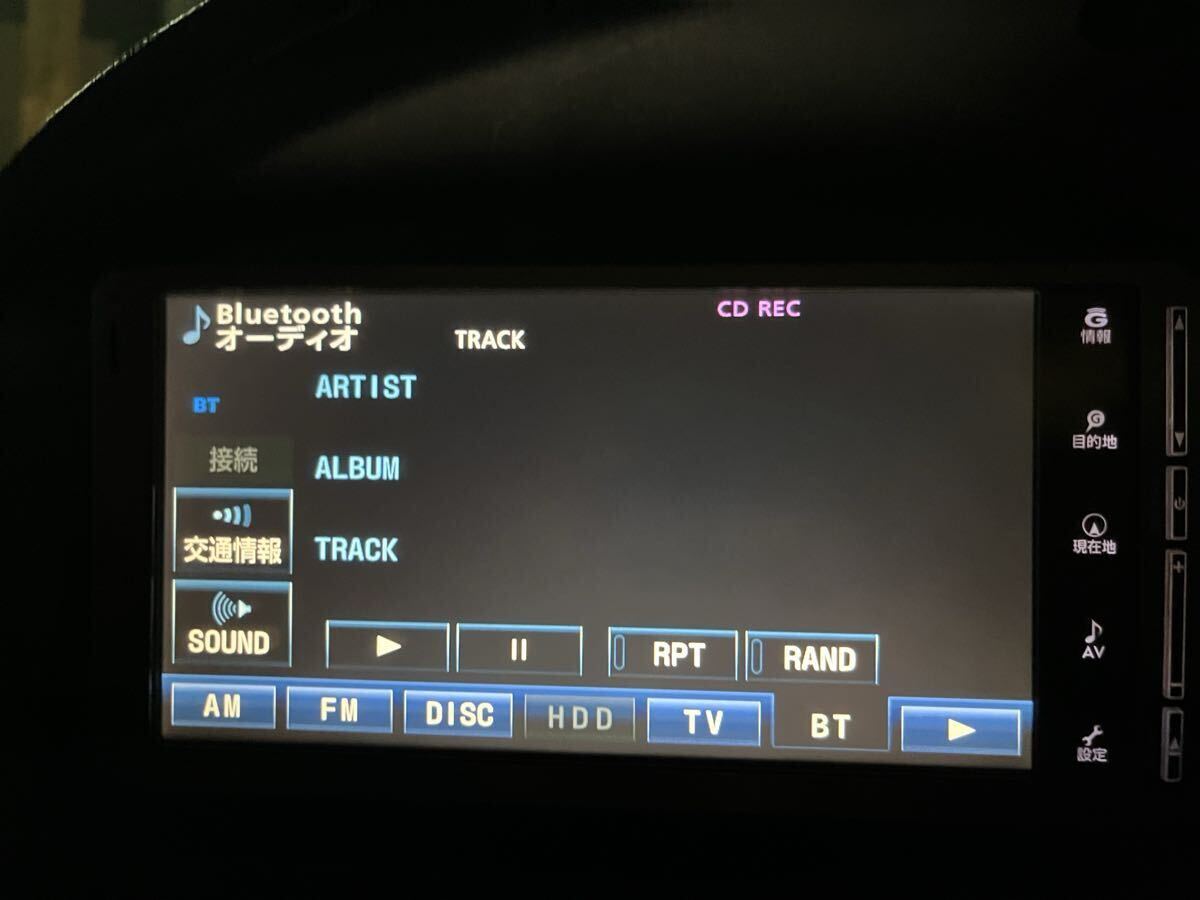 Bluetooth
オーディオ
TRACK
CD REC
BT
ARTIST
接続
ALBUM
交通情報
TRACK
SOUND
RPT
RAND
AM
FM
DISC
HDD
TV
BT
G
情報
G
目的地
現在地
AV
設定